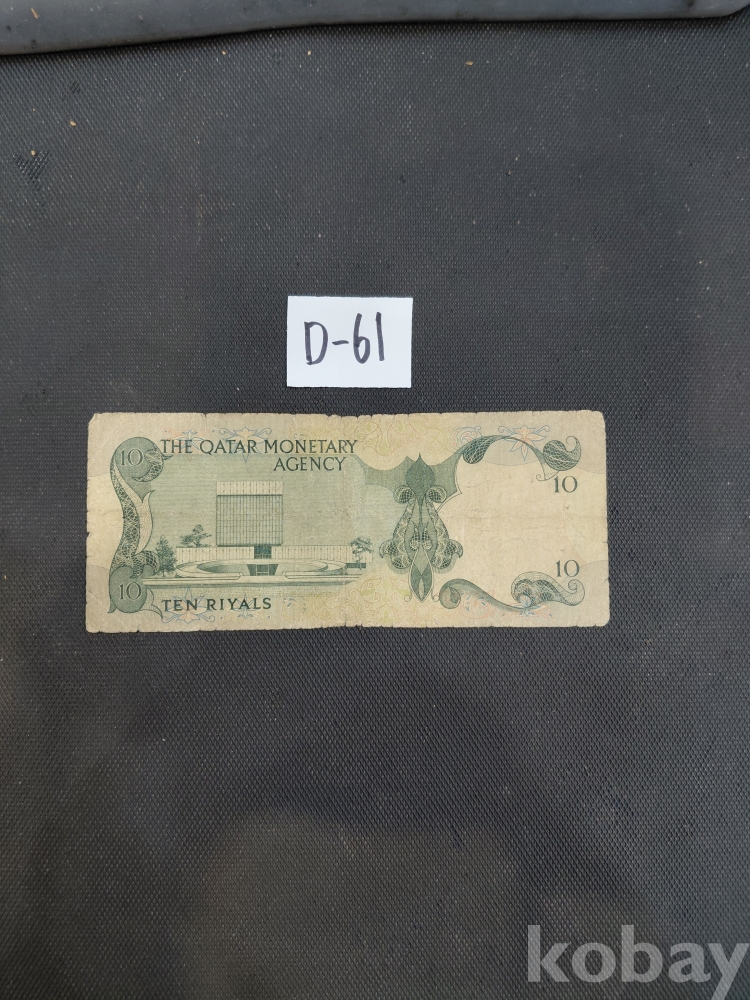 D-61
THE QATAR MONETARY
AGENCY
10
10
10
10
TEN RIYALS
kobay